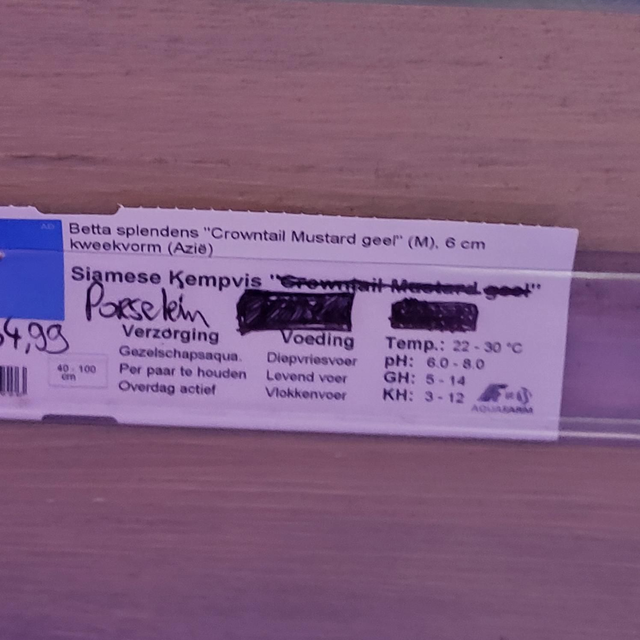 Betta splendens "Crowntail Mustard geel" (M), 6 cm
kweekvorm (Azië)
Siamese Kempvis "Crowntail Mustard geel"
Porselein
4,99
Verzorging
Gezelschapsaqua.
Per paar te houden
Overdag actief
40 - 100
cm
Voeding
Diepvriesvoer
Levend voer
Vlokkenvoer
Temp.: 22 - 30 °C
pH: 6.0 - 8.0
GH: 5 - 14
KH: 3 - 12
AQUAFARM